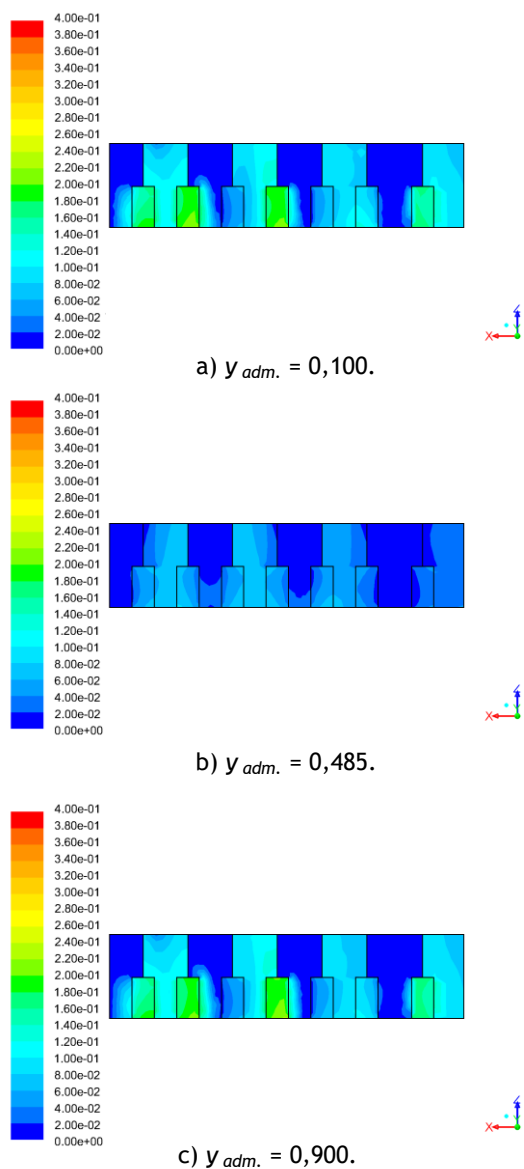 4.00e-01
3.80e-01
3.60e-01
3.40e-01
3.20e-01
3.00e-01
2.80e-01
2.60e-01
2.40e-01
2.20e-01
2.00e-01
1.80e-01
1.60e-01
1.40e-01
1.20e-01
1.00e-01
8.00e-02
6.00e-02
4.00e-02
2.00e-02
0.00e+00
X
Z
a) y adm. = 0,100.
4.00e-01
3.80e-01
3.60e-01
3.40e-01
3.20e-01
3.00e-01
2.80e-01
2.60e-01
2.40e-01
2.20e-01
2.00e-01
1.80e-01
1.60e-01
1.40e-01
1.20e-01
1.00e-01
8.00e-02
6.00e-02
4.00e-02
2.00e-02
0.00e+00
X
Z
b) y adm. = 0,485.
4.00e-01
3.80e-01
3.60e-01
3.40e-01
3.20e-01
3.00e-01
2.80e-01
2.60e-01
2.40e-01
2.20e-01
2.00e-01
1.80e-01
1.60e-01
1.40e-01
1.20e-01
1.00e-01
8.00e-02
6.00e-02
4.00e-02
2.00e-02
0.00e+00
X
Z
c) y adm. = 0,900.